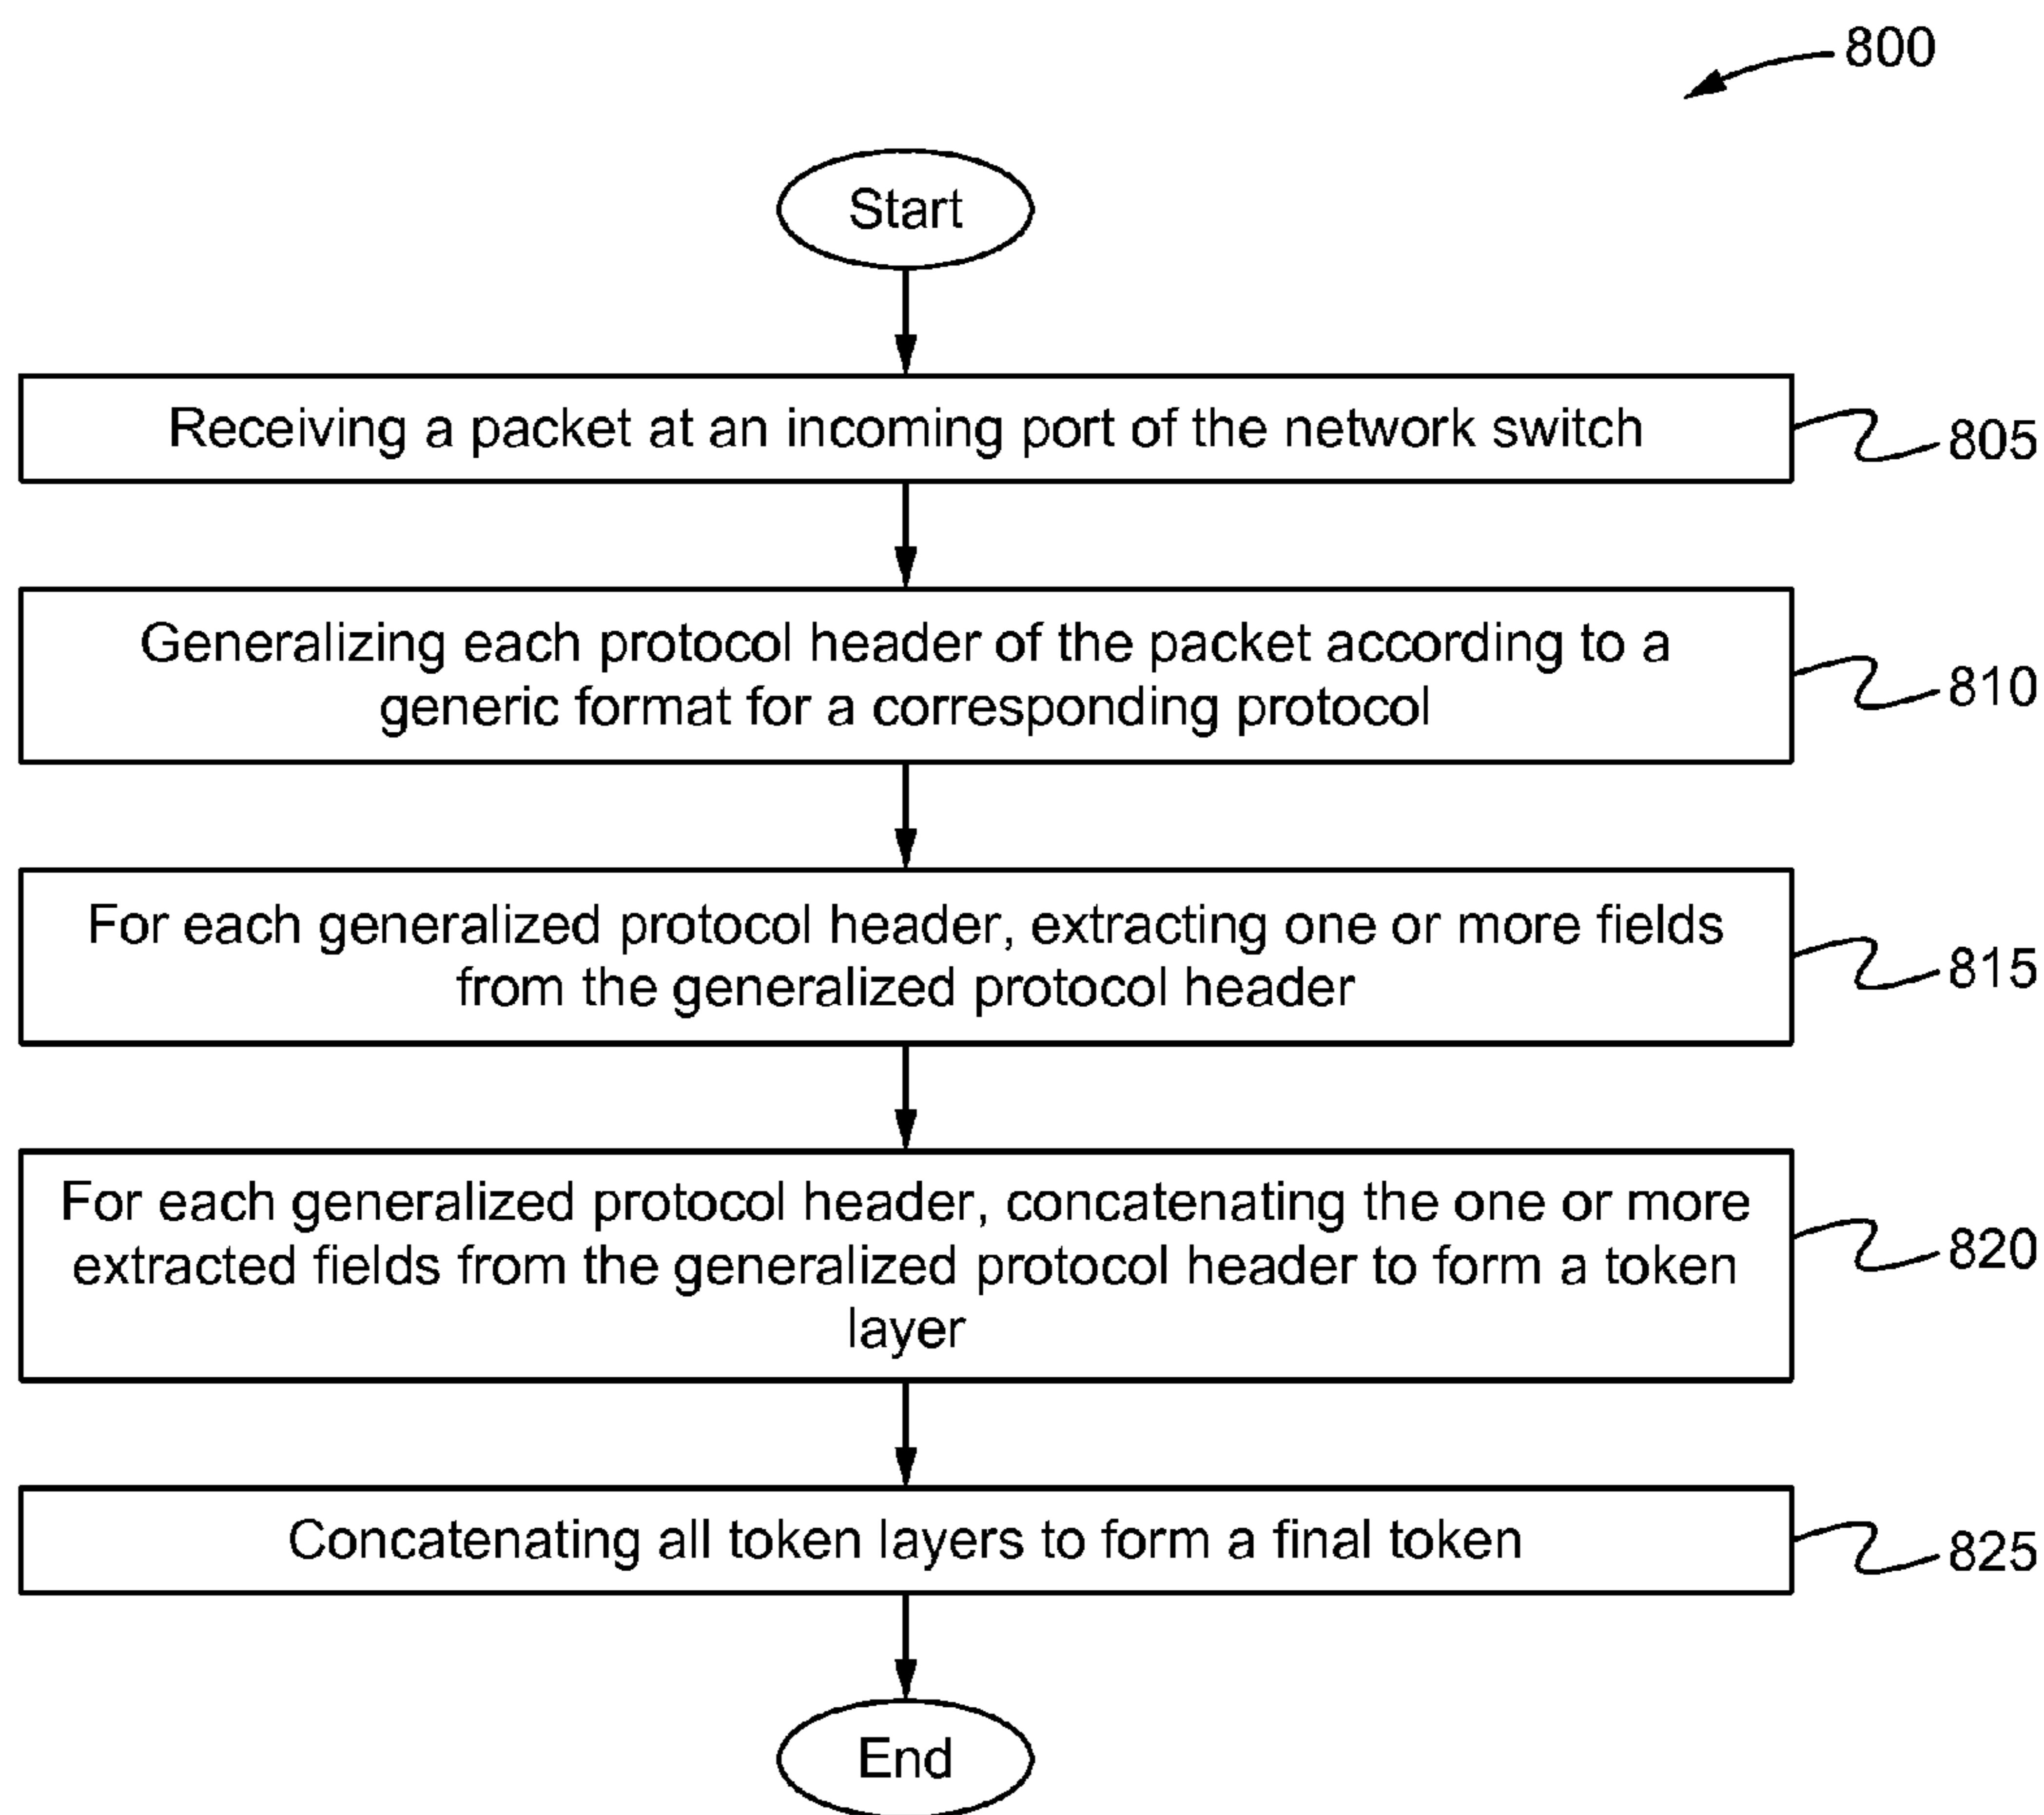 800
Start
Receiving a packet at an incoming port of the network switch
805
Generalizing each protocol header of the packet according to a
generic format for a corresponding protocol
810
For each generalized protocol header, extracting one or more fields
from the generalized protocol header
815
For each generalized protocol header, concatenating the one or more
extracted fields from the generalized protocol header to form a token
layer
820
Concatenating all token layers to form a final token
825
End